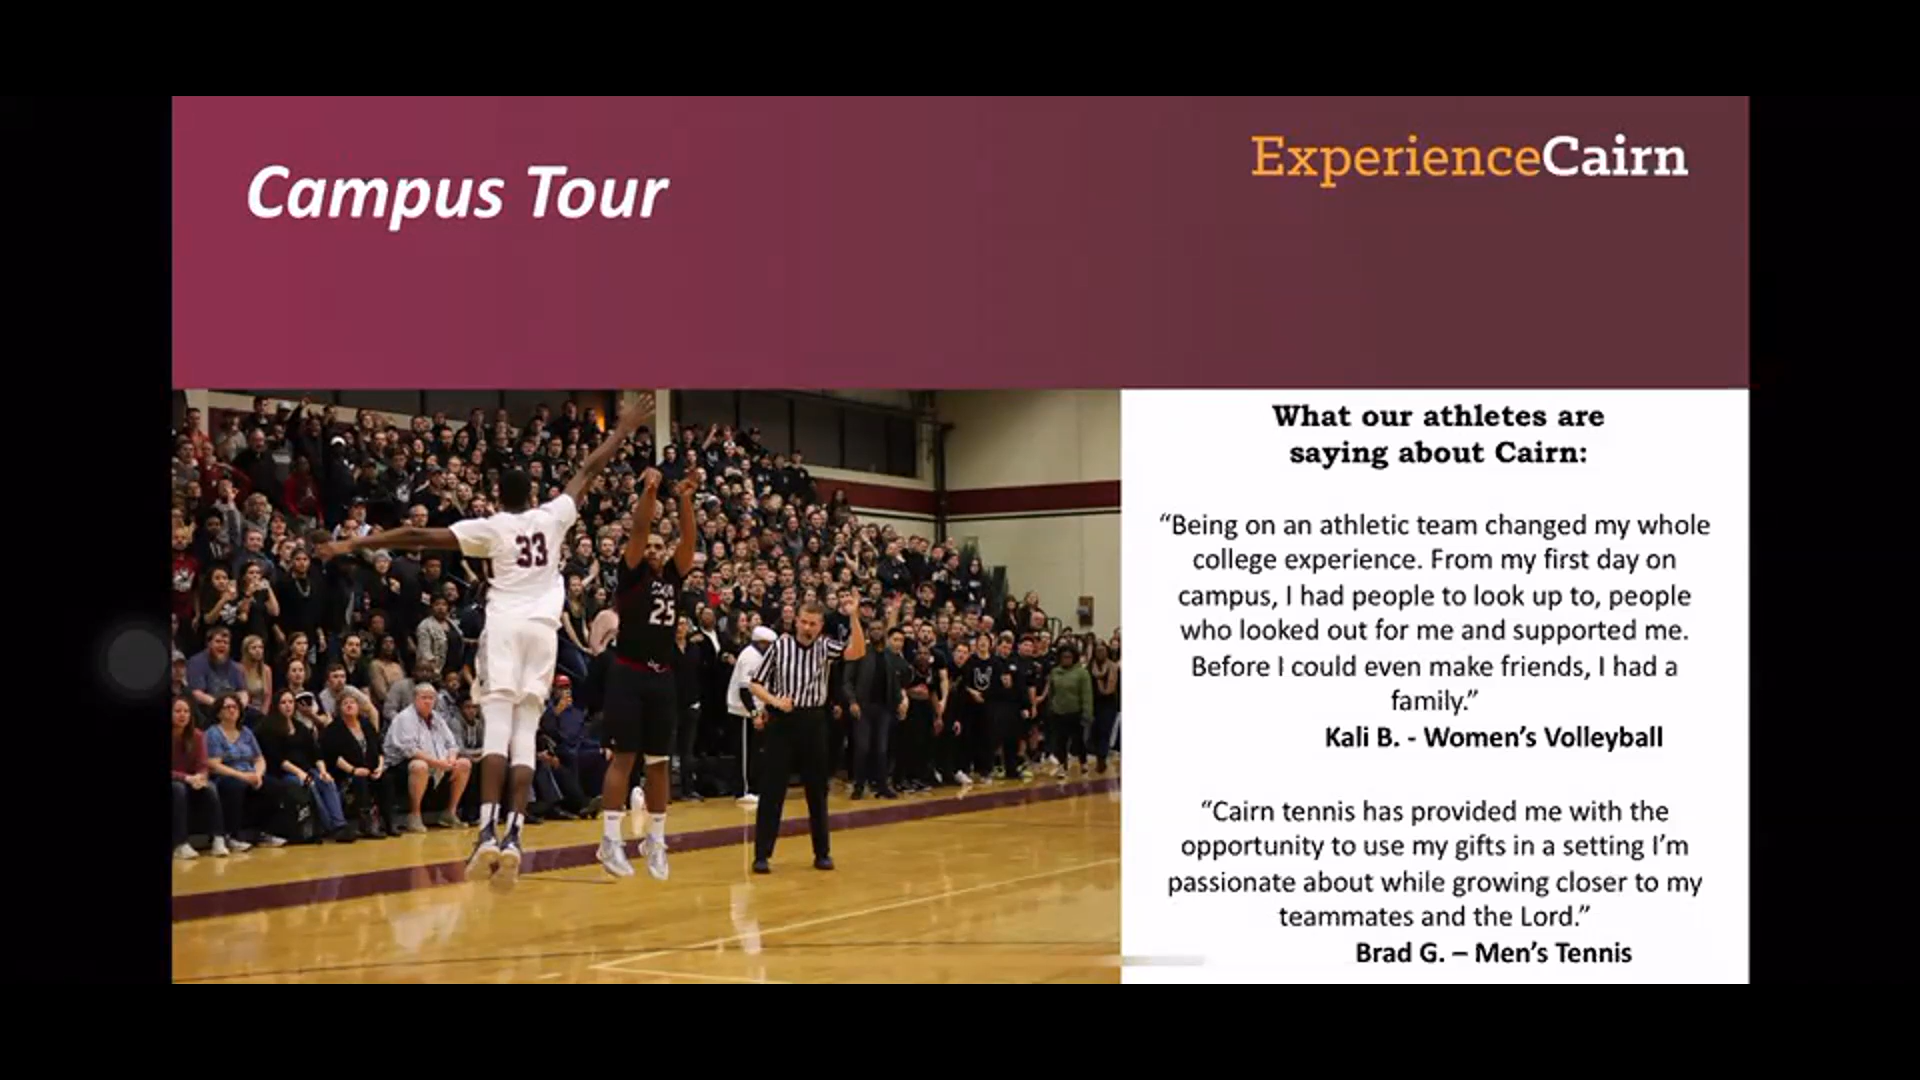 Campus Tour
ExperienceCairn
33
25
What our athletes are
saying about Cairn:
“Being on an athletic team changed my whole
college experience. From my first day on
campus, I had people to look up to, people
who looked out for me and supported me.
Before I could even make friends, I had a
family.”
Kali B. - Women’s Volleyball
“Cairn tennis has provided me with the
opportunity to use my gifts in a setting I’m
passionate about while growing closer to my
teammates and the Lord.”
Brad G. – Men’s Tennis